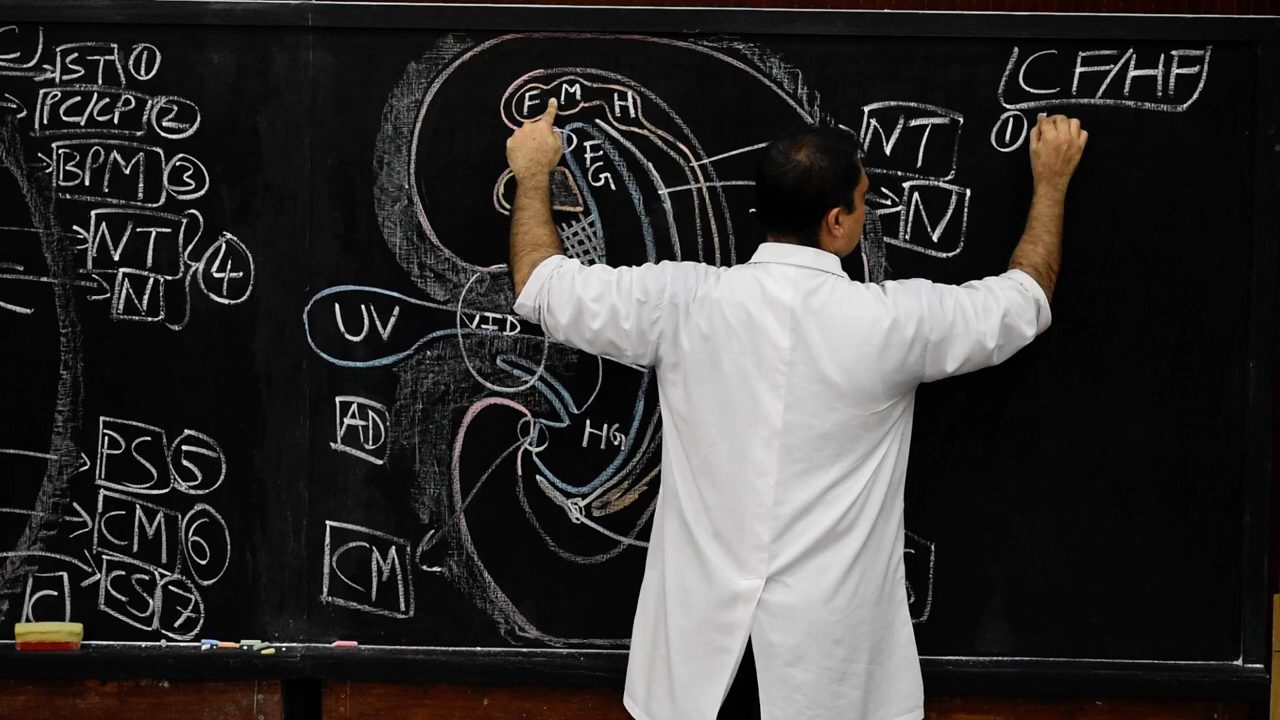 ST ①
PC/CP ②
BPM ③
NT
N
④
PS ⑤
CM ⑥
CS ⑦
C
F M H
FG
UV
VID
AD
HG
CM
NT
N
CF/HF
①